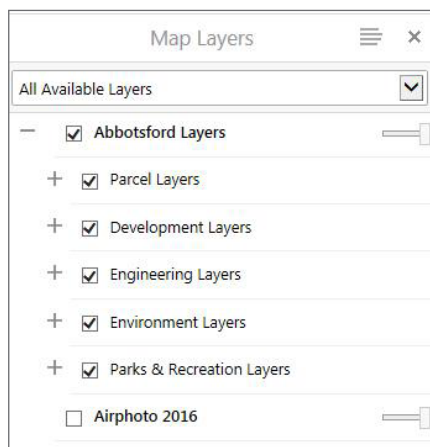 Map Layers
All Available Layers
Abbotsford Layers
Parcel Layers
Development Layers
Engineering Layers
Environment Layers
Parks & Recreation Layers
Airphoto 2016